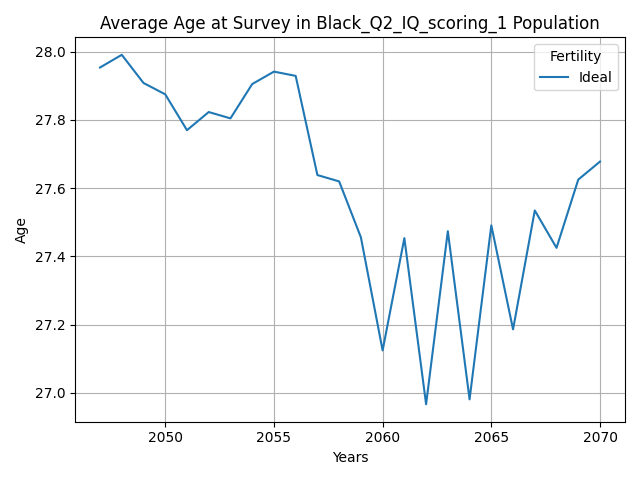 Average Age at Survey in Black_Q2_IQ_scoring_1 Population
Fertility
Ideal
28.0
27.8
27.6
27.4
27.2
27.0
Age
2050
2055
2060
2065
2070
Years